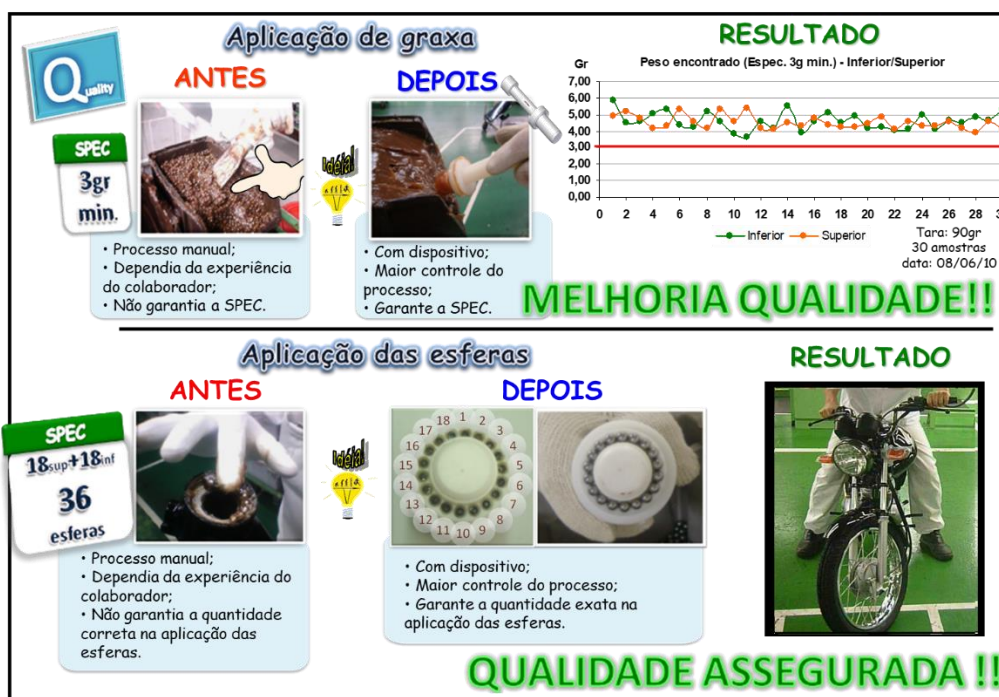 Aplicação de graxa
Quality
ANTES
DEPOIS
SPEC
3gr
min.
Idéia!
• Processo manual;
• Dependia da experiência
do colaborador;
• Não garantia a SPEC.
• Com dispositivo;
• Maior controle do
processo;
• Garante a SPEC.
RESULTADO
Gr
Peso encontrado (Espec. 3g min.) - Inferior/Superior
7,00
6,00
5,00
4,00
3,00
2,00
1,00
0,00
0 2 4 6 8 10 12 14 16 18 20 22 24 26 28
Inferior Superior
Tara: 90gr
30 amostras
data: 08/06/10
MELHORIA QUALIDADE!!
Aplicação das esferas
ANTES
DEPOIS
SPEC
18sup+18inf
36
esferas
Idéia!
1 2 3 4 5 6 7 8 9 10 11 12 13 14 15 16 17 18
• Processo manual;
• Dependia da experiência do
colaborador;
• Não garantia a quantidade
correta na aplicação das
esferas.
• Com dispositivo;
• Maior controle do processo;
• Garante a quantidade exata na
aplicação das esferas.
RESULTADO
QUALIDADE ASSEGURADA !!